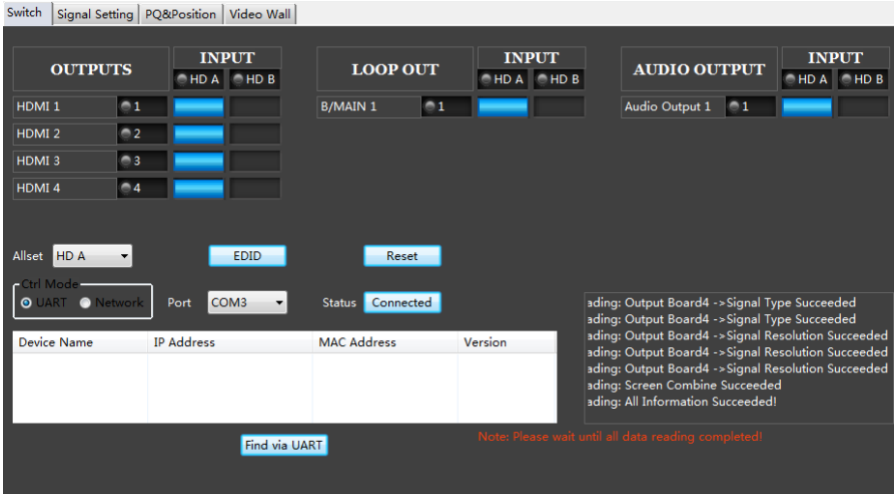 Switch Signal Setting PQ&Position Video Wall
OUTPUTS INPUT LOOP OUT INPUT AUDIO OUTPUT INPUT
HD A HD B HD A HD B HD A HD B
HDMI 1 1 B/MAIN 1 1 Audio Output 1 1
HDMI 2 2
HDMI 3 3
HDMI 4 4
Allset HD A EDID Reset
Ctrl Mode
UART Network Port COM3 Status Connected
Device Name IP Address MAC Address Version
ading: Output Board4 ->Signal Type Succeeded
ading: Output Board4 ->Signal Type Succeeded
ading: Output Board4 ->Signal Resolution Succeeded
ading: Output Board4 ->Signal Resolution Succeeded
ading: Output Board4 ->Signal Resolution Succeeded
ading: Screen Combine Succeeded
ading: All Information Succeeded!
Find via UART
Note: Please wait until all data reading completed!